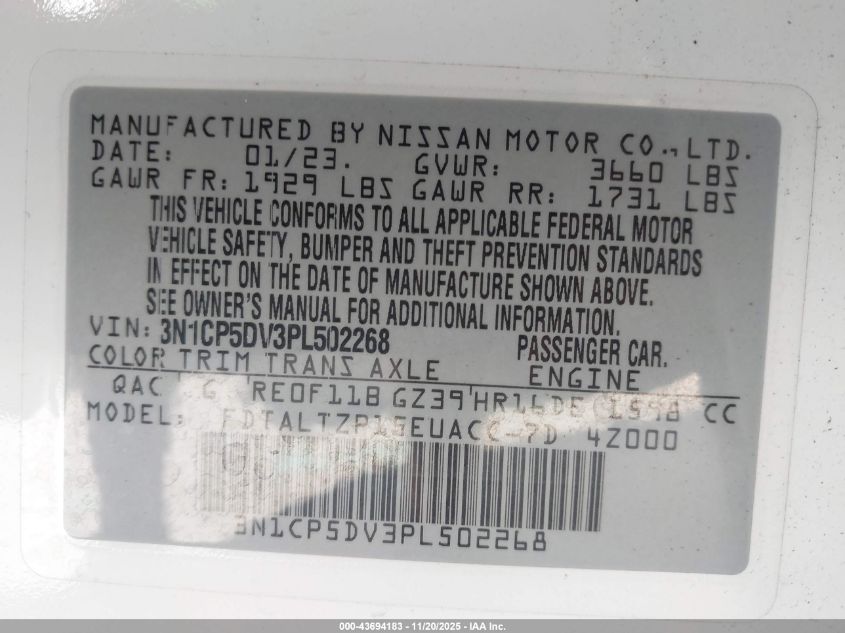 MANUFACTURED BY NISSAN MOTOR CO., LTD.
DATE: 01/23. GVWR: 3660 LBS
GAWR FR: 1929 LBS GAWR RR: 1731 LBS
THIS VEHICLE CONFORMS TO ALL APPLICABLE FEDERAL MOTOR
VEHICLE SAFETY, BUMPER AND THEFT PREVENTION STANDARDS
IN EFFECT ON THE DATE OF MANUFACTURE SHOWN ABOVE.
SEE OWNER'S MANUAL FOR ADDITIONAL INFORMATION.
VIN: 3N1CP5DV3PL502268 PASSENGER CAR.
COLOR TRIM TRANS AXLE ENGINE
QAC G RE0F11B GZ39 HR16DE 1598 CC
MODEL: FDTALTZP15EUACC-7D 4Z000
3N1CP5DV3PL502268
000-43694183 - 11/20/2025 - IAA Inc.